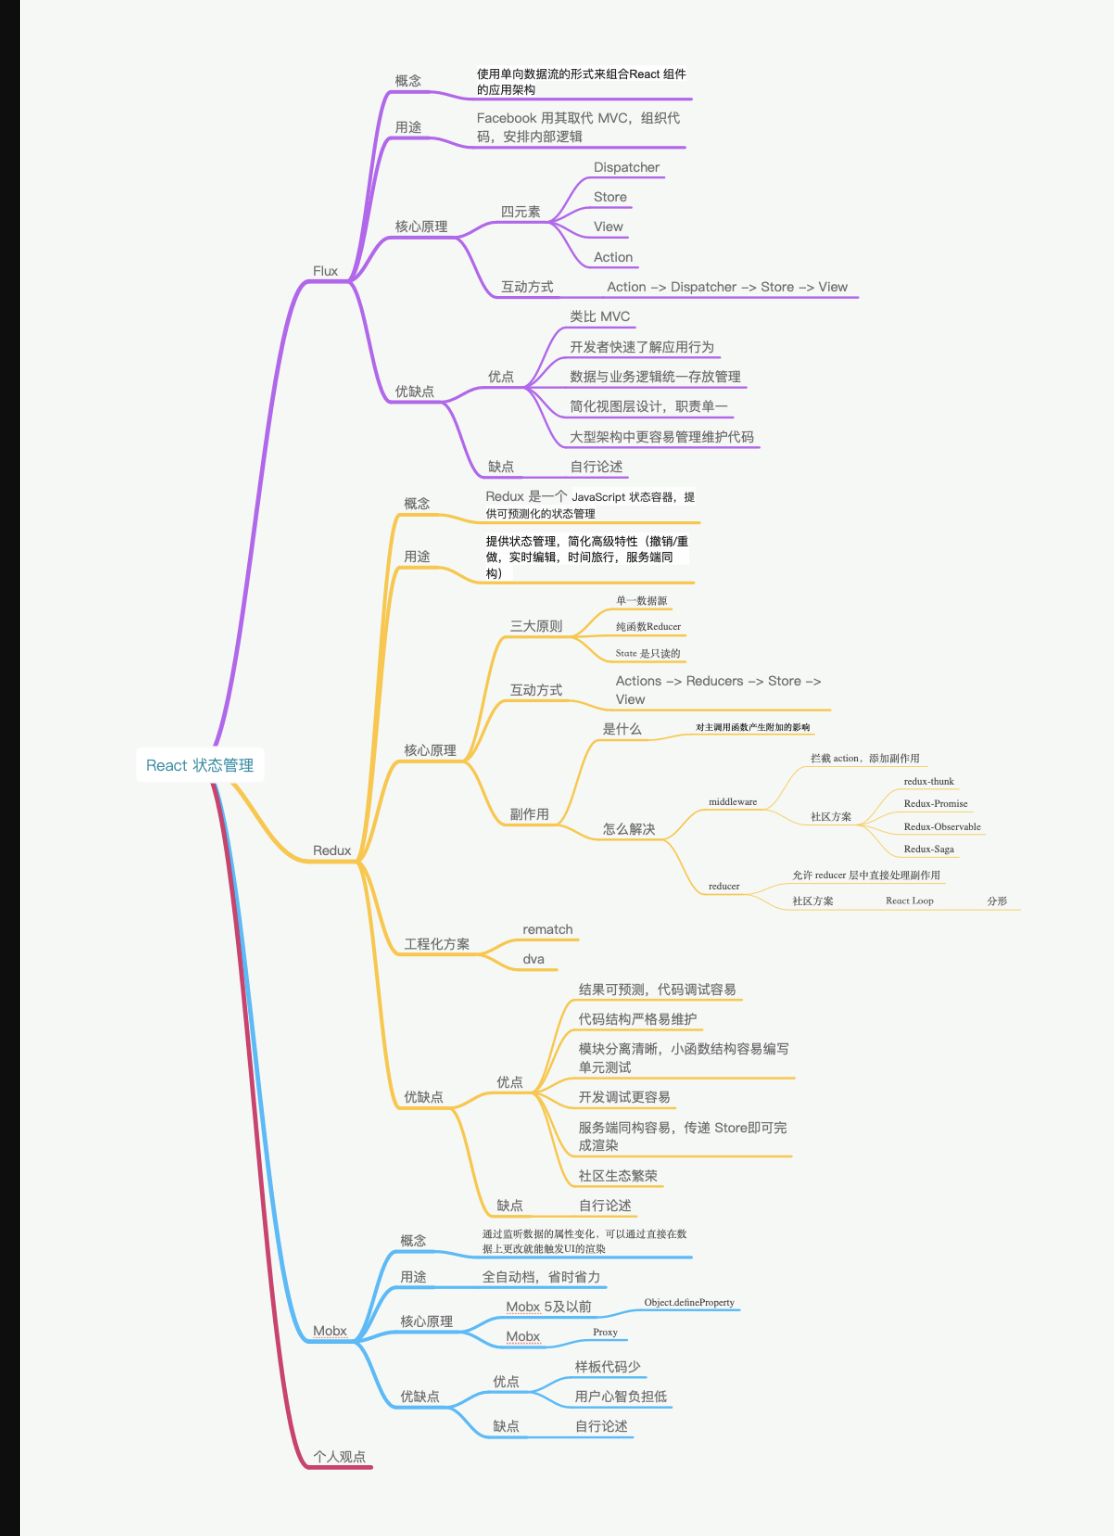 React 状态管理
Flux
概念
使用单向数据流的形式来组合React 组件
的应用架构
用途
Facebook 用其取代 MVC，组织代
码，安排内部逻辑
核心原理
四元素
Dispatcher
Store
View
Action
互动方式
Action -> Dispatcher -> Store -> View
优缺点
优点
类比 MVC
开发者快速了解应用行为
数据与业务逻辑统一存放管理
简化视图层设计，职责单一
大型架构中更容易管理维护代码
缺点
自行论述
Redux
概念
Redux 是一个 JavaScript 状态容器，提
供可预测化的状态管理
用途
提供状态管理，简化高级特性（撤销/重
做，实时编辑，时间旅行，服务端同
构）
核心原理
三大原则
单一数据源
纯函数Reducer
State 是只读的
互动方式
Actions -> Reducers -> Store ->
View
副作用
是什么
对主调用函数产生附加的影响
怎么解决
middleware
拦截 action，添加副作用
社区方案
redux-thunk
Redux-Promise
Redux-Observable
Redux-Saga
reducer
允许 reducer 层中直接处理副作用
社区方案
React Loop
分形
工程化方案
rematch
dva
优缺点
优点
结果可预测，代码调试容易
代码结构严格易维护
模块分离清晰，小函数结构容易编写
单元测试
开发调试更容易
服务端同构容易，传递 Store即可完
成渲染
社区生态繁荣
缺点
自行论述
Mobx
概念
通过监听数据的属性变化，可以通过直接在数
据上更改就能触发UI的渲染
用途
全自动档，省时省力
核心原理
Mobx 5及以前
Object.defineProperty
Mobx
Proxy
优缺点
优点
样板代码少
用户心智负担低
缺点
自行论述
个人观点